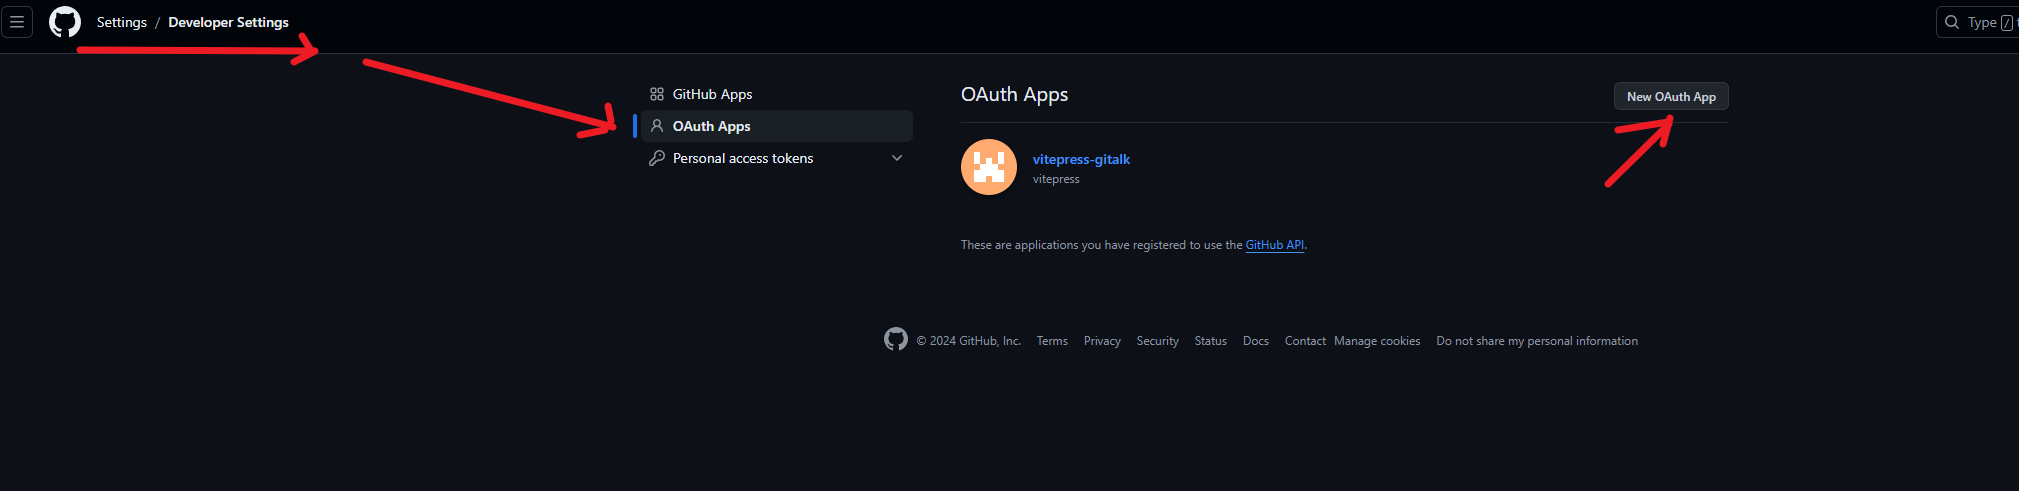 Settings / Developer Settings
Type / t
GitHub Apps
OAuth Apps
Personal access tokens
OAuth Apps
New OAuth App
vitepress-gitalk
vitepress
These are applications you have registered to use the GitHub API.
© 2024 GitHub, Inc. Terms Privacy Security Status Docs Contact Manage cookies Do not share my personal information